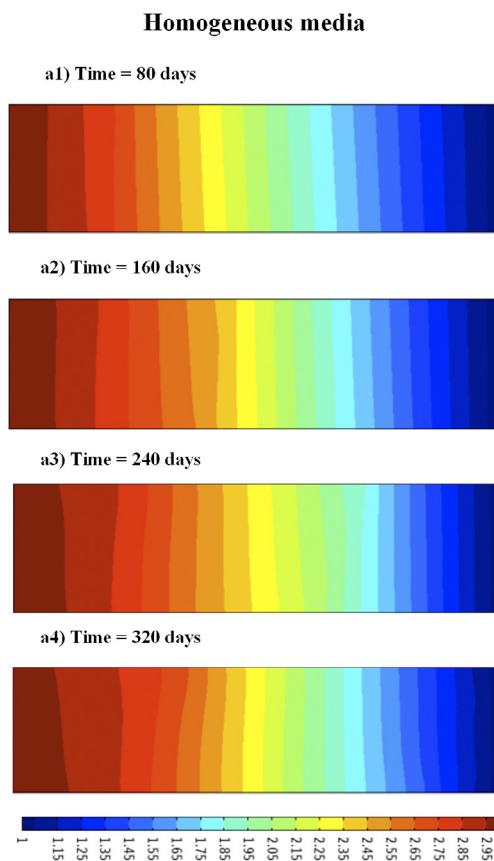 Homogeneous media
a1) Time = 80 days
a2) Time = 160 days
a3) Time = 240 days
a4) Time = 320 days
1 1.15 1.25 1.35 1.45 1.55 1.65 1.75 1.85 1.95 2.05 2.15 2.25 2.35 2.45 2.55 2.65 2.75 2.85 2.95